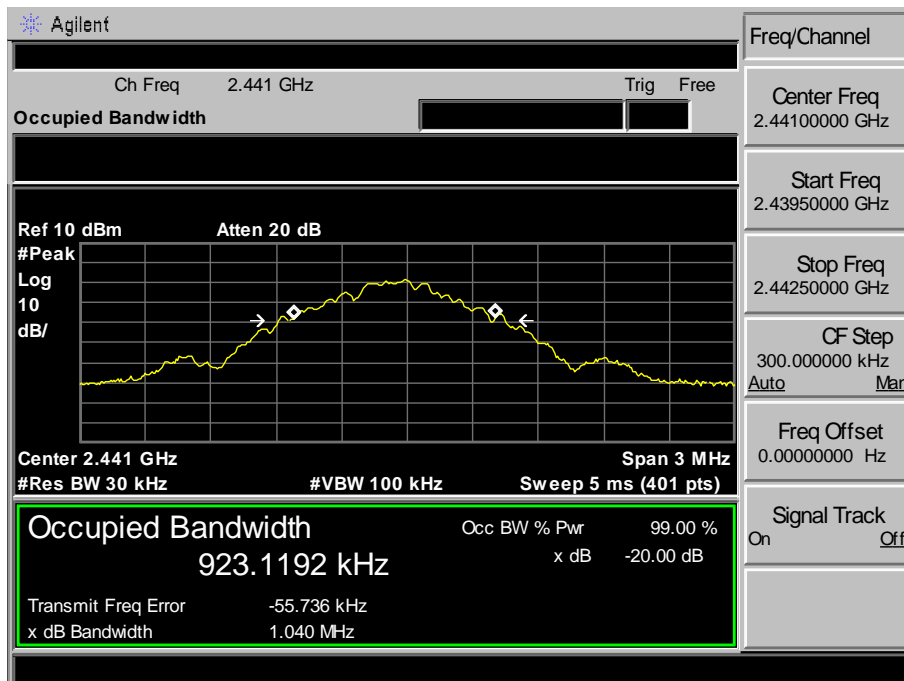 Agilent
Freq/Channel
Ch Freq 2.441 GHz Trig Free
Occupied Bandwidth
Center Freq
2.44100000 GHz
Start Freq
2.43950000 GHz
Stop Freq
2.44250000 GHz
CF Step
300.000000 kHz
Auto Man
Freq Offset
0.00000000 Hz
Signal Track
On Off
Ref 10 dBm Atten 20 dB
#Peak
Log
10
dB/
Center 2.441 GHz Span 3 MHz
#Res BW 30 kHz #VBW 100 kHz Sweep 5 ms (401 pts)
Occupied Bandwidth
923.1192 kHz
Occ BW % Pwr 99.00 %
x dB -20.00 dB
Transmit Freq Error -55.736 kHz
x dB Bandwidth 1.040 MHz